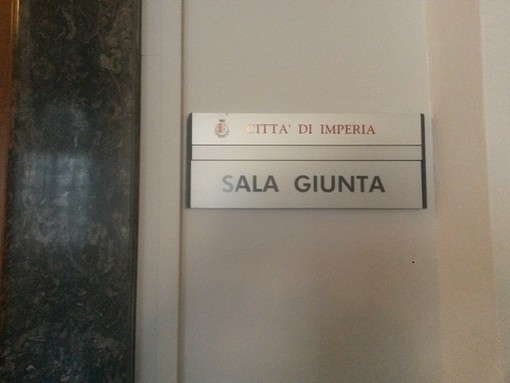 CITTA' DI IMPERIA
SALA GIUNTA